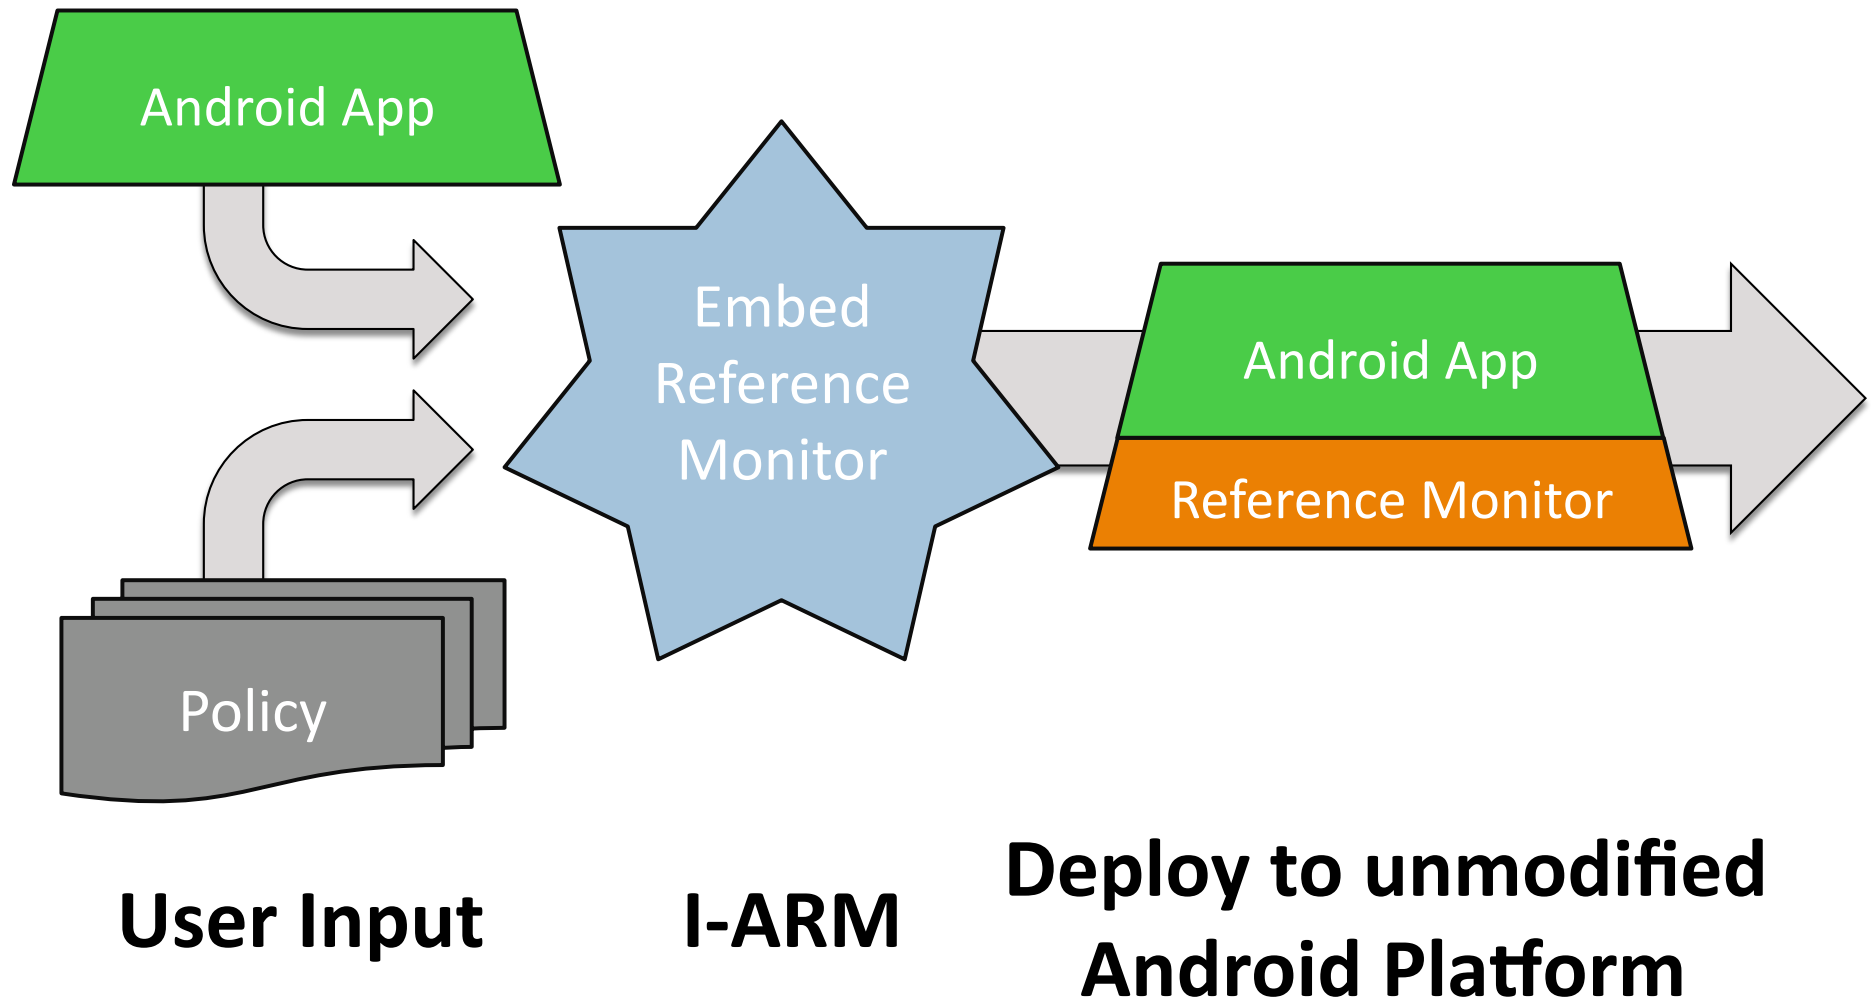 Android App
Embed
Reference
Monitor
Android App
Reference Monitor
Policy
User Input
I-ARM
Deploy to unmodified
Android Platform